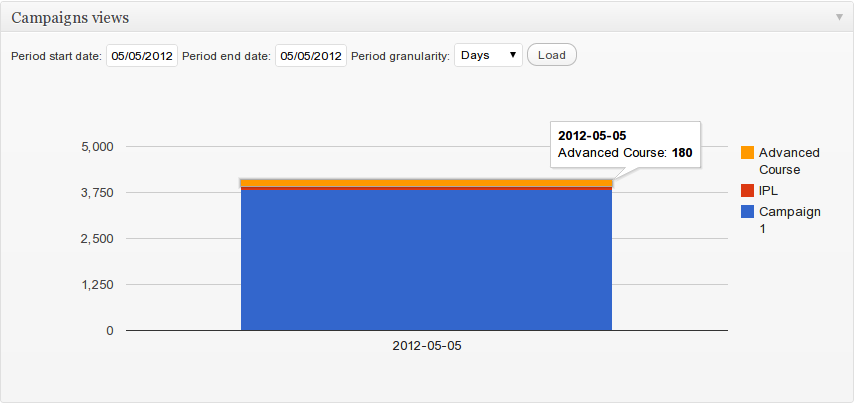 Campaigns views
Period start date: 05/05/2012 Period end date: 05/05/2012 Period granularity: Days Load
2012-05-05
Advanced Course: 180
5,000
3,750
2,500
1,250
0
2012-05-05
Advanced
Course
IPL
Campaign
1